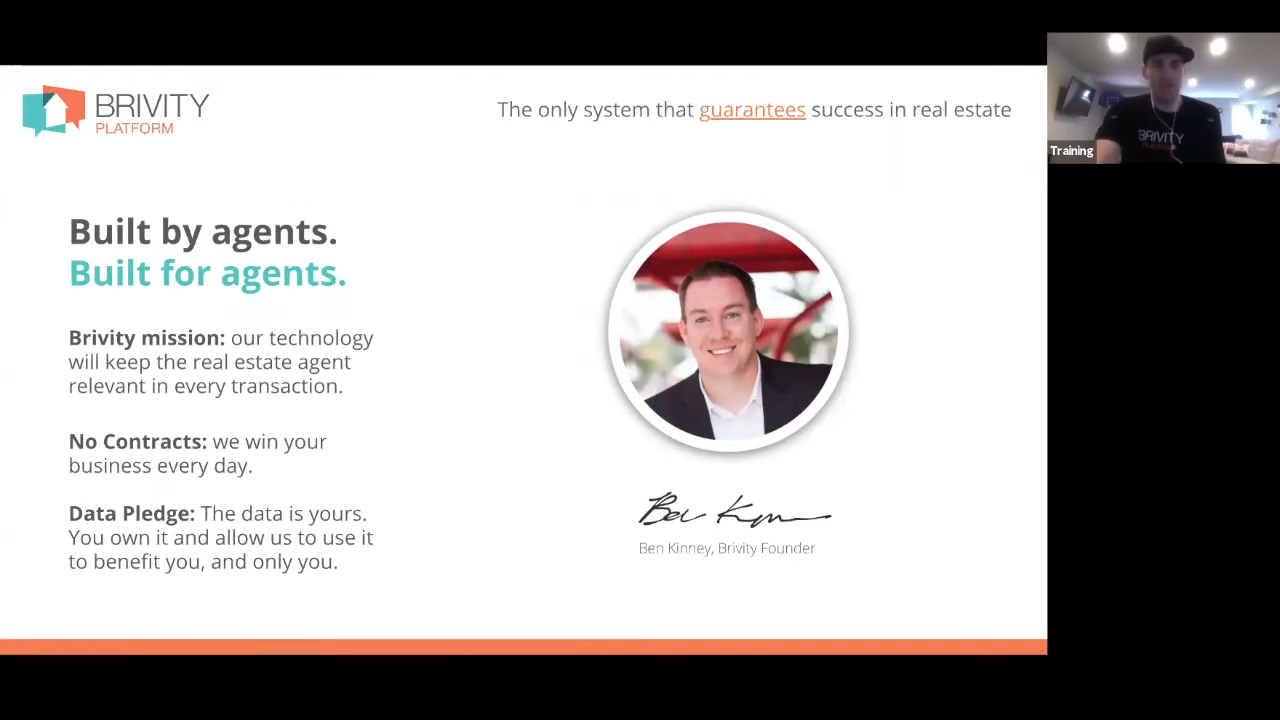 BRIVITY
PLATFORM
The only system that guarantees success in real estate
Built by agents.
Built for agents.
Brivity mission: our technology
will keep the real estate agent
relevant in every transaction.
No Contracts: we win your
business every day.
Data Pledge: The data is yours.
You own it and allow us to use it
to benefit you, and only you.
Ben Kinney
Ben Kinney, Brivity Founder
BRIVITY
PLATFORM
Training